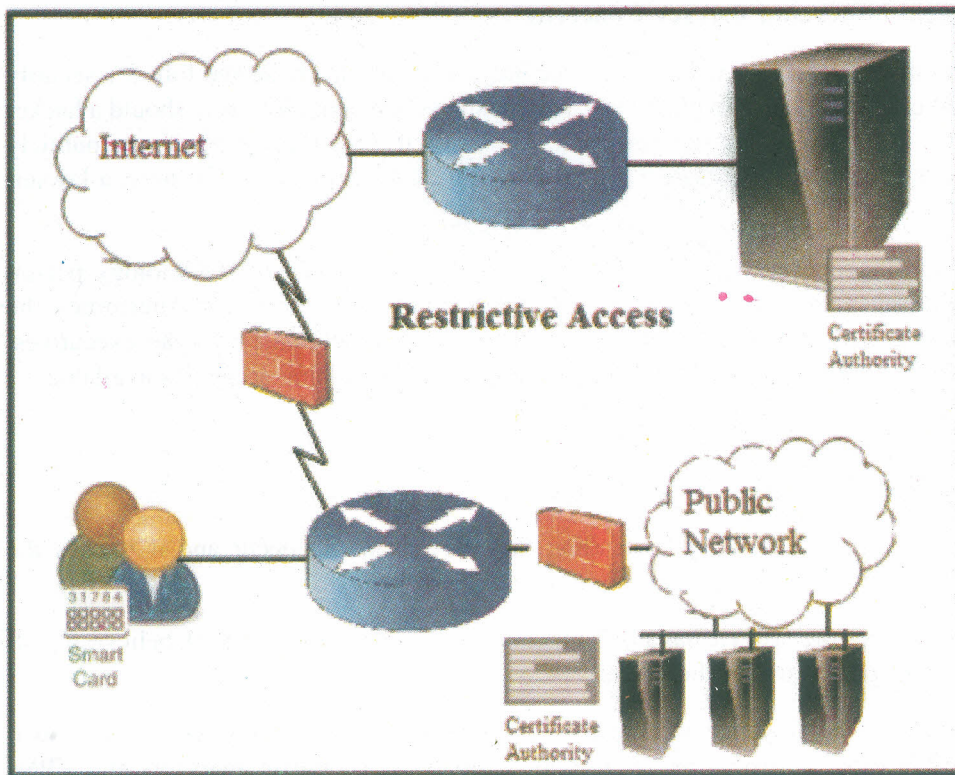 Internet
Restrictive Access
Certificate
Authority
Public
Network
31784
Smart
Card
Certificate
Authority